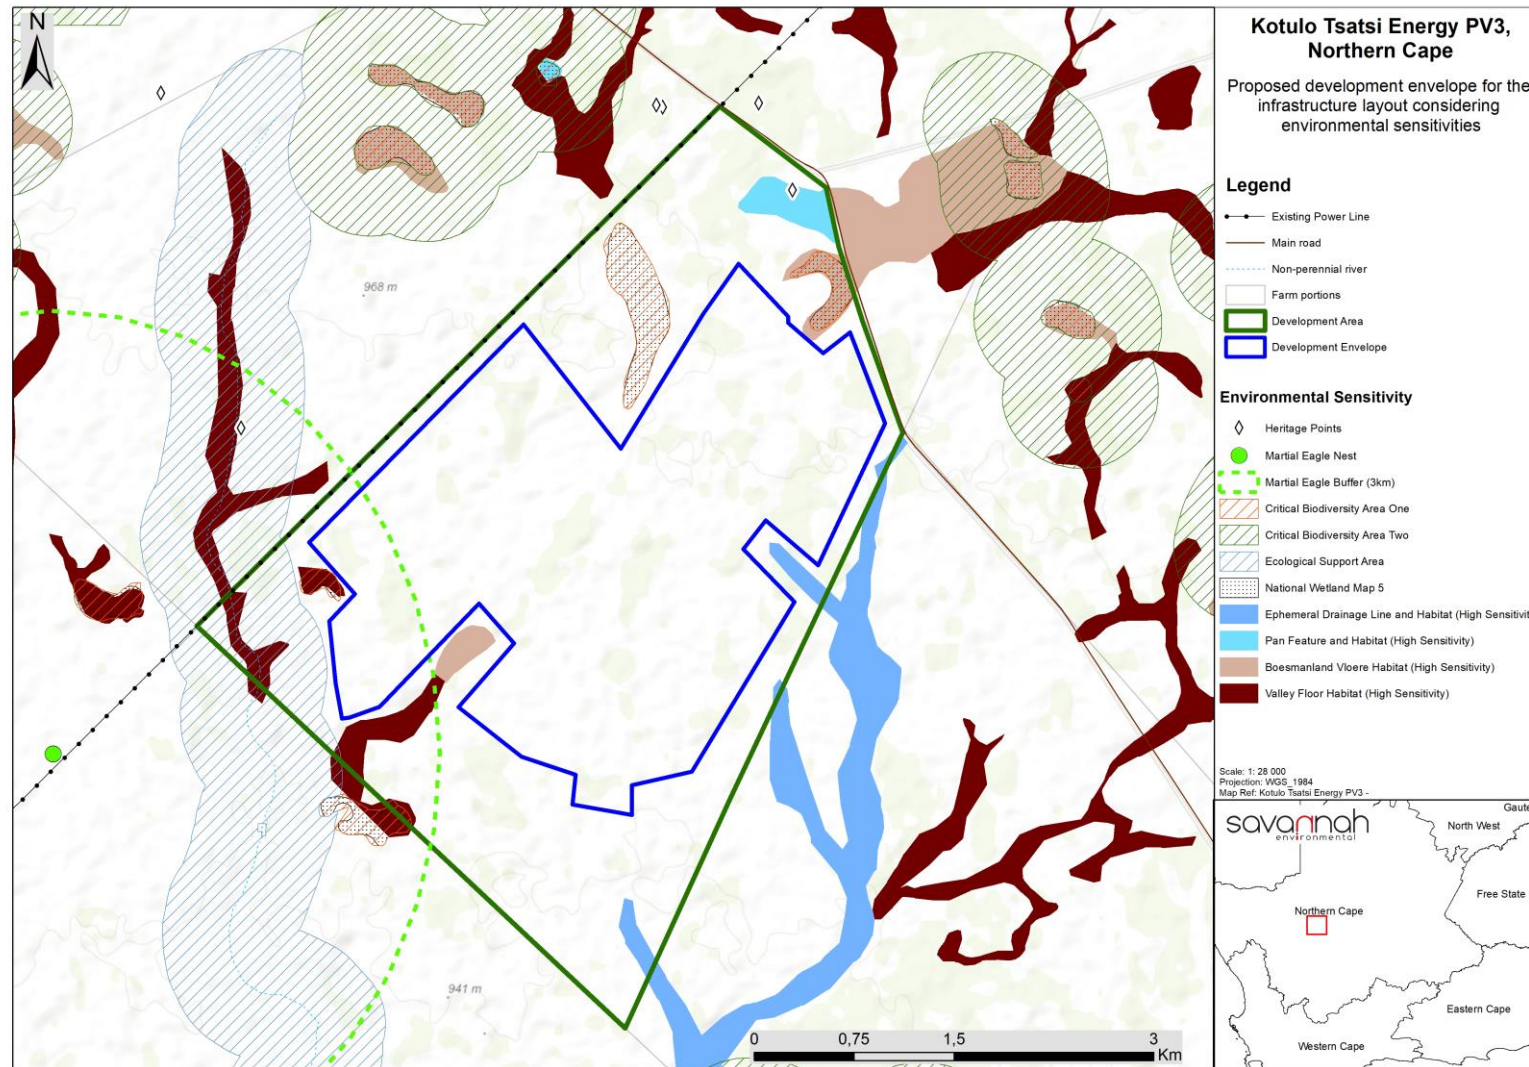 N
968 m
941 m
0 0,75 1,5 3
Km
Kotulo Tsatsi Energy PV3,
Northern Cape
Proposed development envelope for the
infrastructure layout considering
environmental sensitivities
Legend
Existing Power Line
Main road
Non-perennial river
Farm portions
Development Area
Development Envelope
Environmental Sensitivity
Heritage Points
Martial Eagle Nest
Martial Eagle Buffer (3km)
Critical Biodiversity Area One
Critical Biodiversity Area Two
Ecological Support Area
National Wetland Map 5
Ephemeral Drainage Line and Habitat (High Sensitivit
Pan Feature and Habitat (High Sensitivity)
Boesmanland Vloere Habitat (High Sensitivity)
Valley Floor Habitat (High Sensitivity)
Scale: 1: 28 000
Projection: WGS_1984
Map Ref: Kotulo Tsatsi Energy PV3 -
savannah
environmental
Gaute
North West
Free State
Northern Cape
Eastern Cape
Western Cape